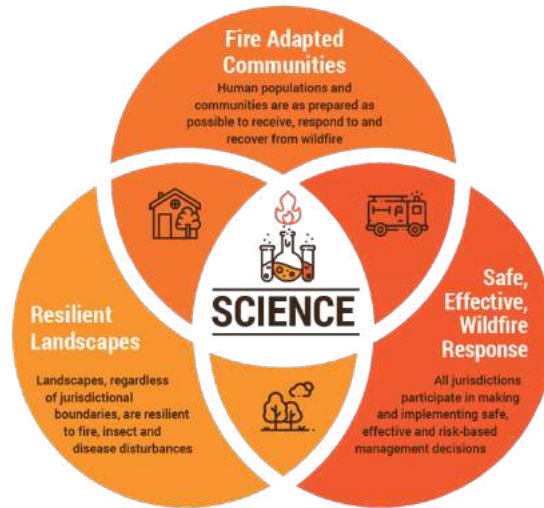 Fire Adapted
Communities
Human populations and
communities are as prepared as
possible to receive, respond to and
recover from wildfire
SCIENCE
Resilient
Landscapes
Landscapes, regardless
of jurisdictional
boundaries, are resilient
to fire, insect and
disease disturbances
Safe,
Effective,
Wildfire
Response
All jurisdictions
participate in making
and implementing safe,
effective and risk-based
management decisions